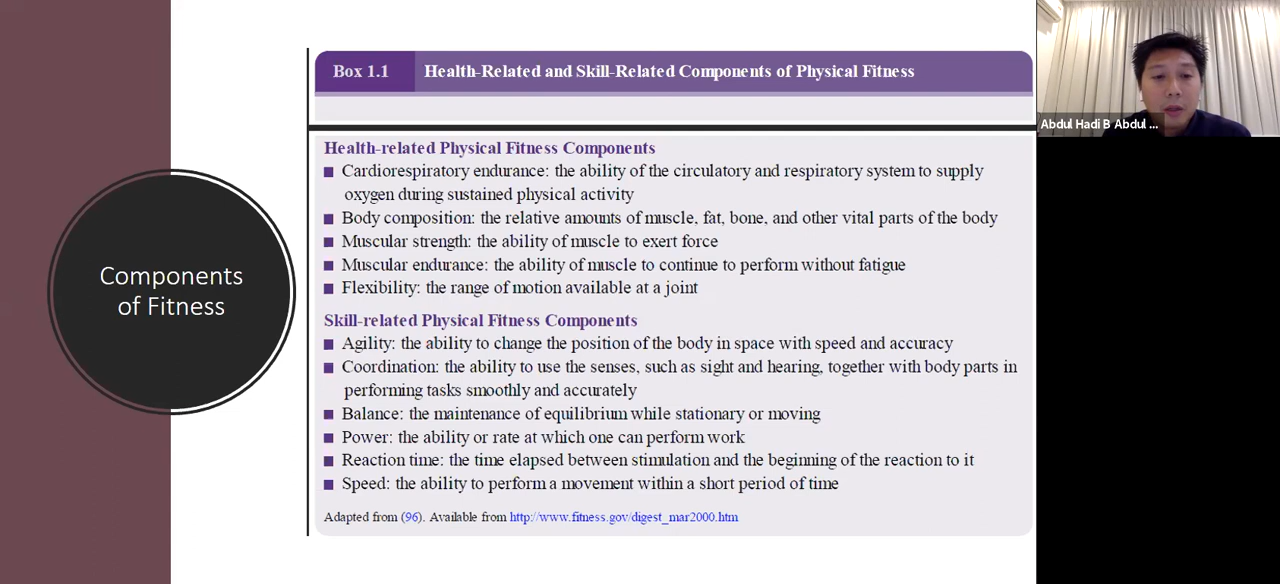 Components
of Fitness
Box 1.1 Health-Related and Skill-Related Components of Physical Fitness
Health-related Physical Fitness Components
■ Cardiorespiratory endurance: the ability of the circulatory and respiratory system to supply
oxygen during sustained physical activity
■ Body composition: the relative amounts of muscle, fat, bone, and other vital parts of the body
■ Muscular strength: the ability of muscle to exert force
■ Muscular endurance: the ability of muscle to continue to perform without fatigue
■ Flexibility: the range of motion available at a joint
Skill-related Physical Fitness Components
■ Agility: the ability to change the position of the body in space with speed and accuracy
■ Coordination: the ability to use the senses, such as sight and hearing, together with body parts in
performing tasks smoothly and accurately
■ Balance: the maintenance of equilibrium while stationary or moving
■ Power: the ability or rate at which one can perform work
■ Reaction time: the time elapsed between stimulation and the beginning of the reaction to it
■ Speed: the ability to perform a movement within a short period of time
Adapted from (96). Available from http://www.fitness.gov/digest_mar2000.htm
Abdul Hadi B Abdul ...